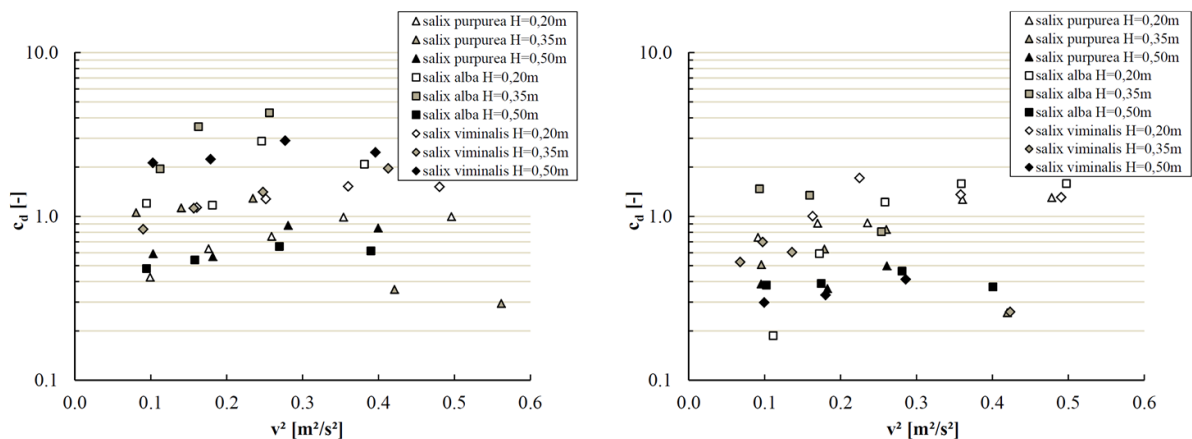 salix purpurea H=0,20m
salix purpurea H=0,35m
salix purpurea H=0,50m
salix alba H=0,20m
salix alba H=0,35m
salix alba H=0,50m
salix viminalis H=0,20m
salix viminalis H=0,35m
salix viminalis H=0,50m
10.0
1.0
0.1
c_d [-]
0.0 0.1 0.2 0.3 0.4 0.5 0.6
v² [m²/s²]
salix purpurea H=0,20m
salix purpurea H=0,35m
salix purpurea H=0,50m
salix alba H=0,20m
salix alba H=0,35m
salix alba H=0,50m
salix viminalis H=0,20m
salix viminalis H=0,35m
salix viminalis H=0,50m
10.0
1.0
0.1
c_d [-]
0.0 0.1 0.2 0.3 0.4 0.5 0.6
v² [m²/s²]